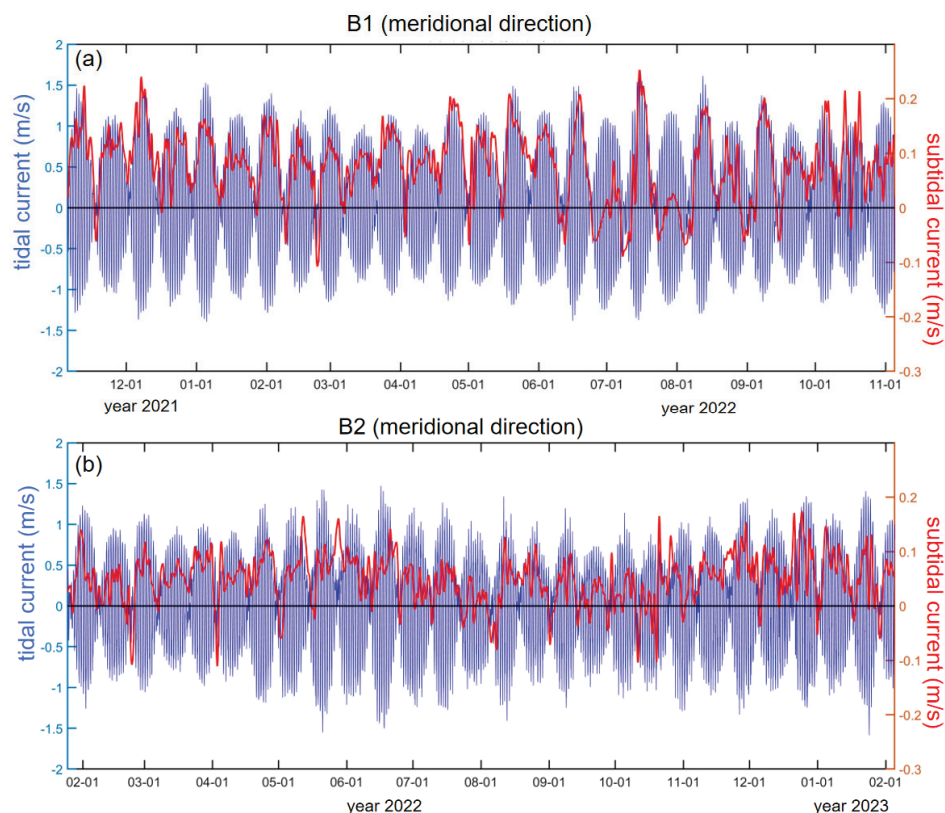 B1 (meridional direction)
(a)
tidal current (m/s)
2
1.5
1
0.5
0
-0.5
-1
-1.5
-2
0.2
0.1
0
-0.1
-0.2
-0.3
subtidal current (m/s)
12-01 01-01 02-01 03-01 04-01 05-01 06-01 07-01 08-01 09-01 10-01 11-01
year 2021 year 2022
B2 (meridional direction)
(b)
tidal current (m/s)
2
1.5
1
0.5
0
-0.5
-1
-1.5
-2
0.2
0.1
0
-0.1
-0.2
-0.3
subtidal current (m/s)
02-01 03-01 04-01 05-01 06-01 07-01 08-01 09-01 10-01 11-01 12-01 01-01 02-01
year 2022 year 2023